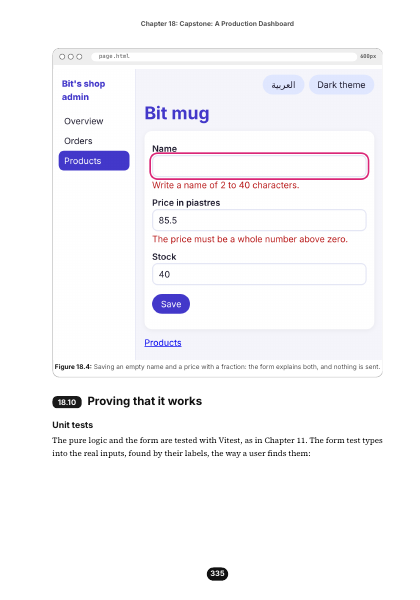 Chapter 18: Capstone: A Production Dashboard
page.html
600px
Bit's shop
admin
Overview
Orders
Products
العربية
Dark theme
Bit mug
Name
Write a name of 2 to 40 characters.
Price in piastres
85.5
The price must be a whole number above zero.
Stock
40
Save
Products
Figure 18.4: Saving an empty name and a price with a fraction: the form explains both, and nothing is sent.
18.10 Proving that it works
Unit tests
The pure logic and the form are tested with Vitest, as in Chapter 11. The form test types
into the real inputs, found by their labels, the way a user finds them:
335